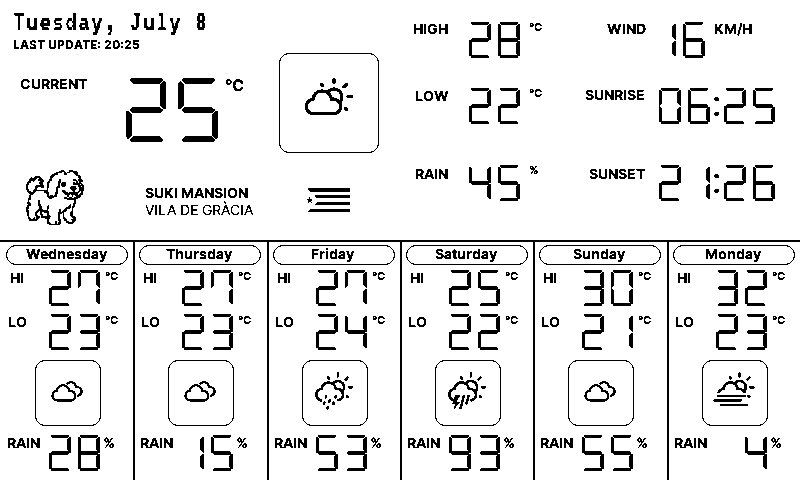 Tuesday, July 8
LAST UPDATE: 20:25
CURRENT 25 °C
HIGH 28 °C
LOW 22 °C
RAIN 45 %
WIND 16 KM/H
SUNRISE 06:25
SUNSET 21:26
SUKI MANSION
VILA DE GRÀCIA
Wednesday
HI 27 °C
LO 23 °C
RAIN 28 %
Thursday
HI 27 °C
LO 23 °C
RAIN 15 %
Friday
HI 27 °C
LO 24 °C
RAIN 53 %
Saturday
HI 25 °C
LO 22 °C
RAIN 93 %
Sunday
HI 30 °C
LO 21 °C
RAIN 55 %
Monday
HI 32 °C
LO 23 °C
RAIN 4 %